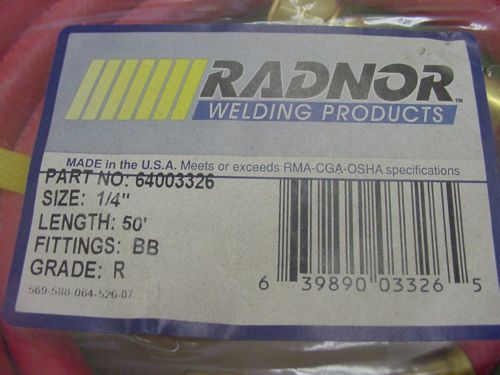 RADNOR™
WELDING PRODUCTS
MADE in the U.S.A. Meets or exceeds RMA-CGA-OSHA specifications
PART NO: 64003326
SIZE: 1/4"
LENGTH: 50'
FITTINGS: BB
GRADE: R
569-588-064-526-07
6 39890 03326 5